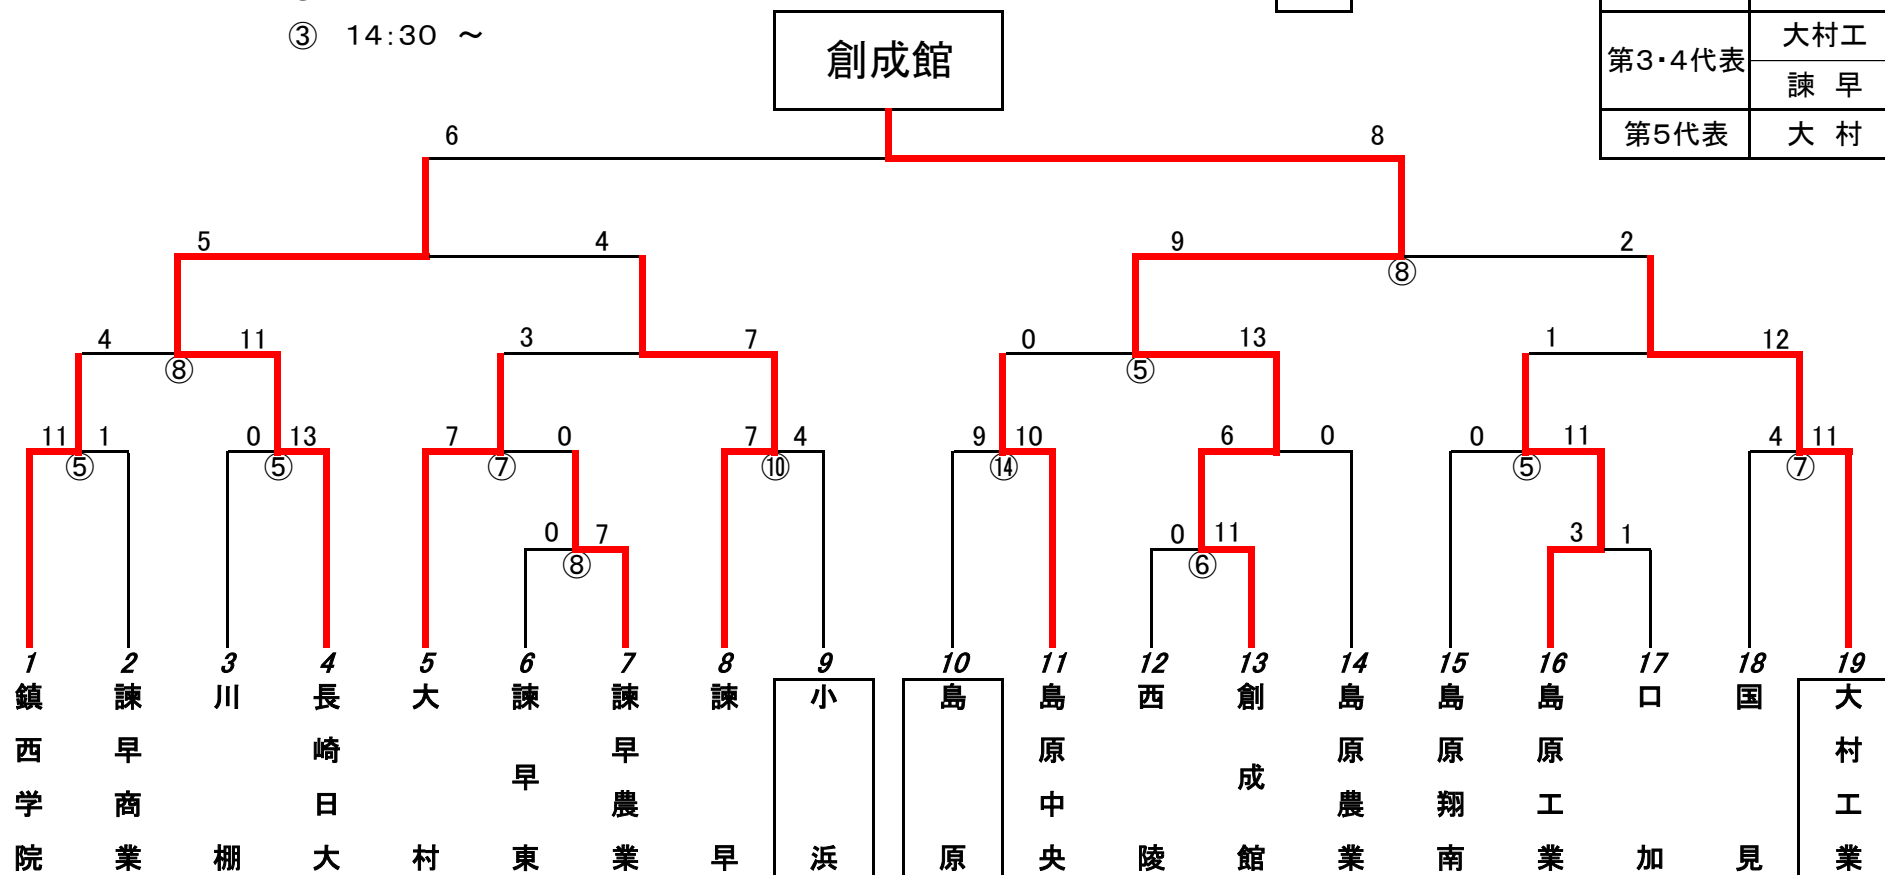 ③ 14:30 ～
創成館
第3・4代表
大村工
諫 早
第5代表
大 村
6
8
5
4
9
2
⑧
4
11
3
7
0
13
1
12
⑧
⑤
11
1
0
13
7
0
7
4
9
10
6
0
0
11
4
11
⑤
⑤
⑦
⑩
⑭
⑤
⑦
0
7
0
11
3
1
⑧
⑥
1
2
3
4
5
6
7
8
9
10
11
12
13
14
15
16
17
18
19
鎮西学院
諫早商業
川棚
長崎日大
大村
諫早東
諫早農業
諫早
小浜
島原
島原中央
西陵
創成館
島原農業
島原翔南
島原工業
口加
国見
大村工業